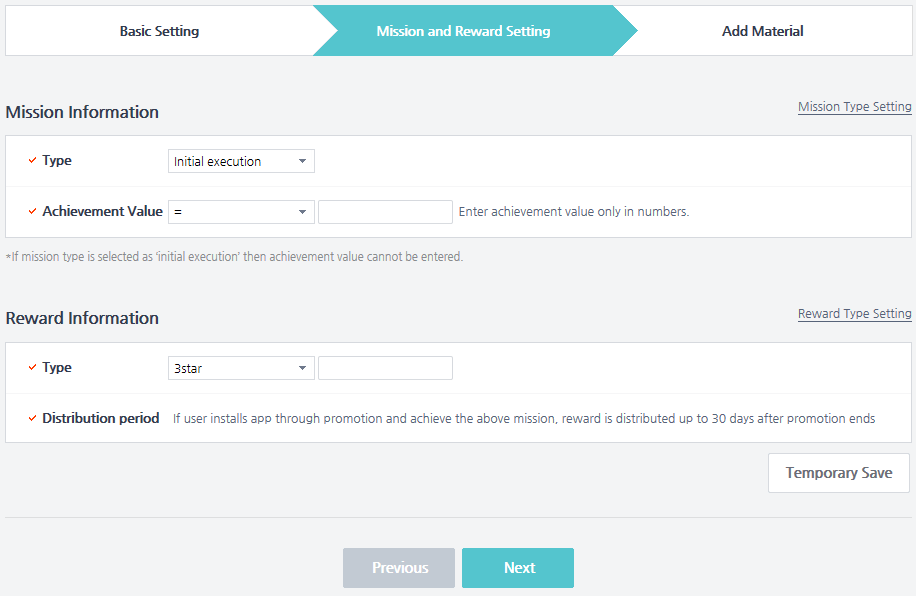 Basic Setting
Mission and Reward Setting
Add Material
Mission Information
Mission Type Setting
Type
Initial execution
Achievement Value
=
Enter achievement value only in numbers.
*If mission type is selected as ‘initial execution’ then achievement value cannot be entered.
Reward Information
Reward Type Setting
Type
3star
Distribution period
If user installs app through promotion and achieve the above mission, reward is distributed up to 30 days after promotion ends
Temporary Save
Previous
Next